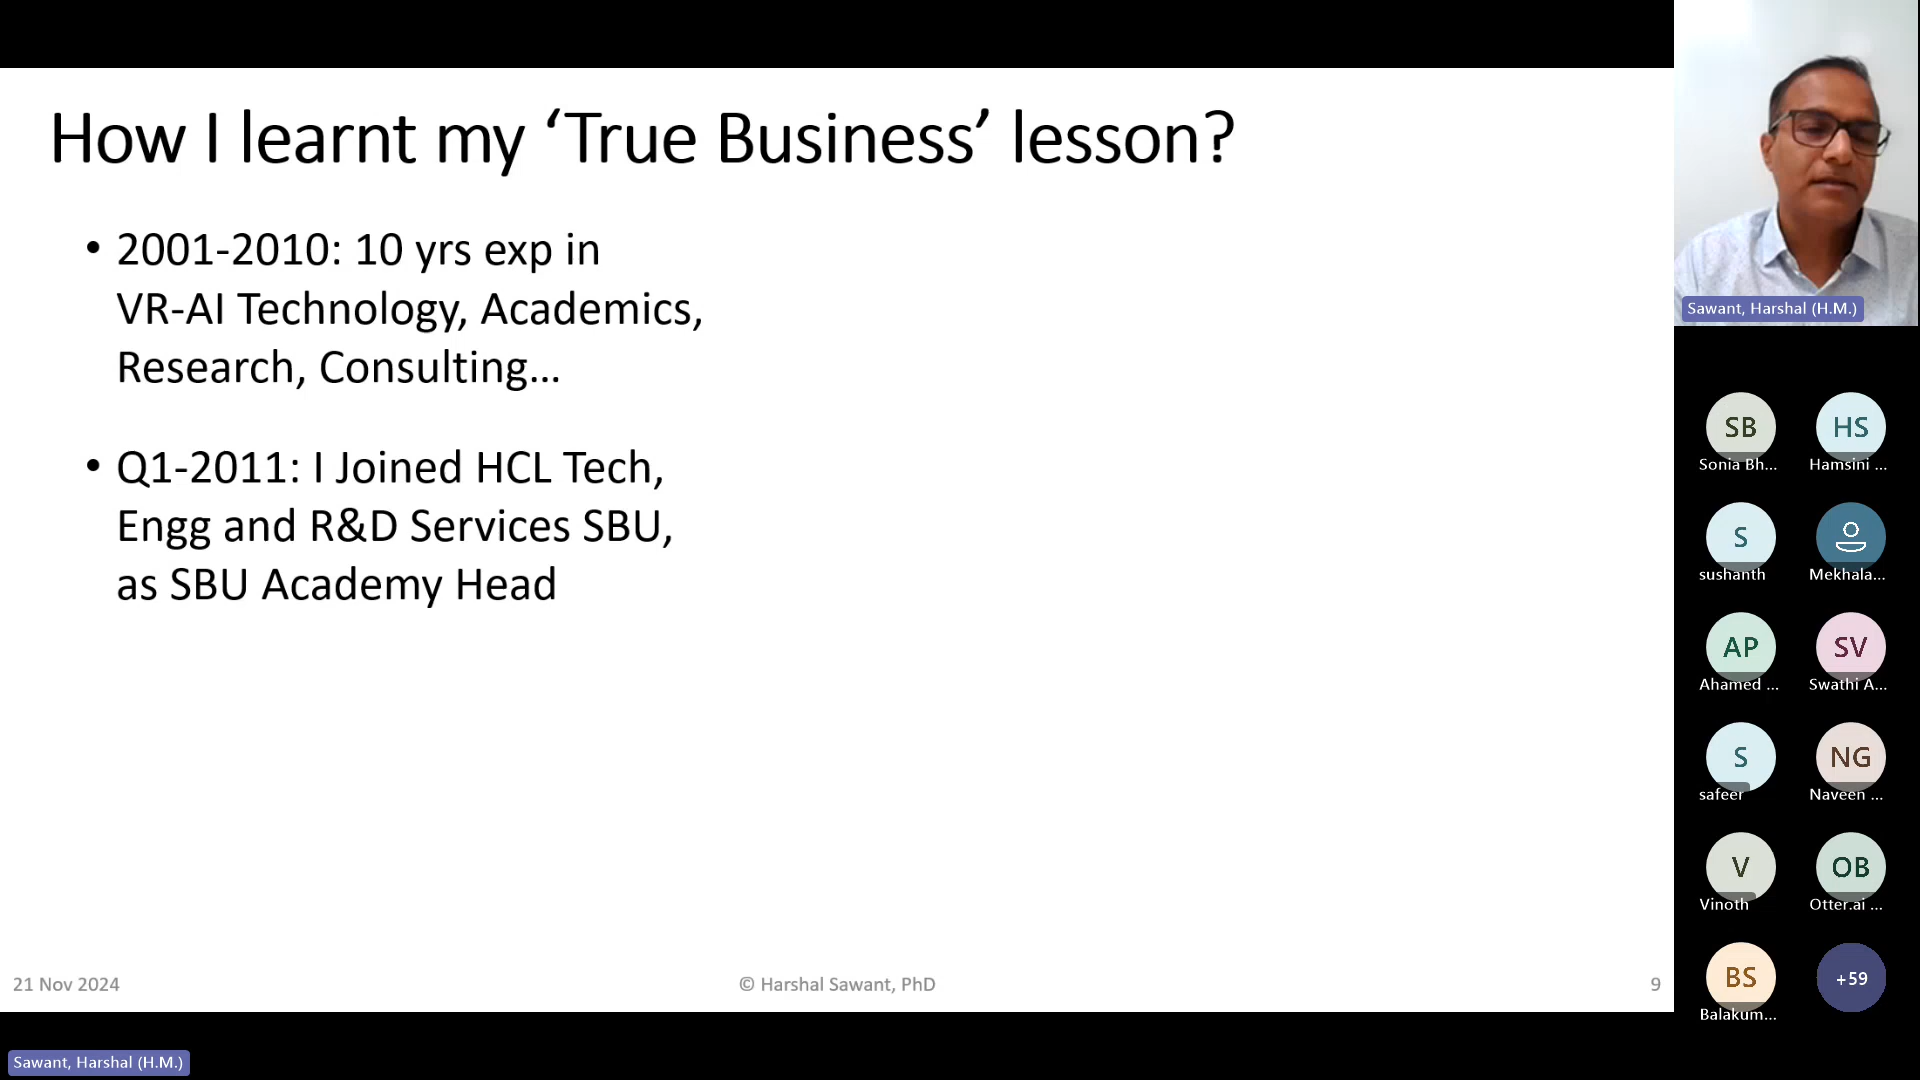 How I learnt my ‘True Business’ lesson?
• 2001-2010: 10 yrs exp in
VR-AI Technology, Academics,
Research, Consulting…
• Q1-2011: I Joined HCL Tech,
Engg and R&D Services SBU,
as SBU Academy Head
21 Nov 2024
© Harshal Sawant, PhD
9
Sawant, Harshal (H.M.)
Sawant, Harshal (H.M.)
SB
HS
Sonia Bh...
Hamsini ...
S
sushanth
Mekhala...
AP
SV
Ahamed ...
Swathi A...
S
NG
safeer
Naveen ...
V
OB
Vinoth
Otter.ai ...
BS
+59
Balakum...